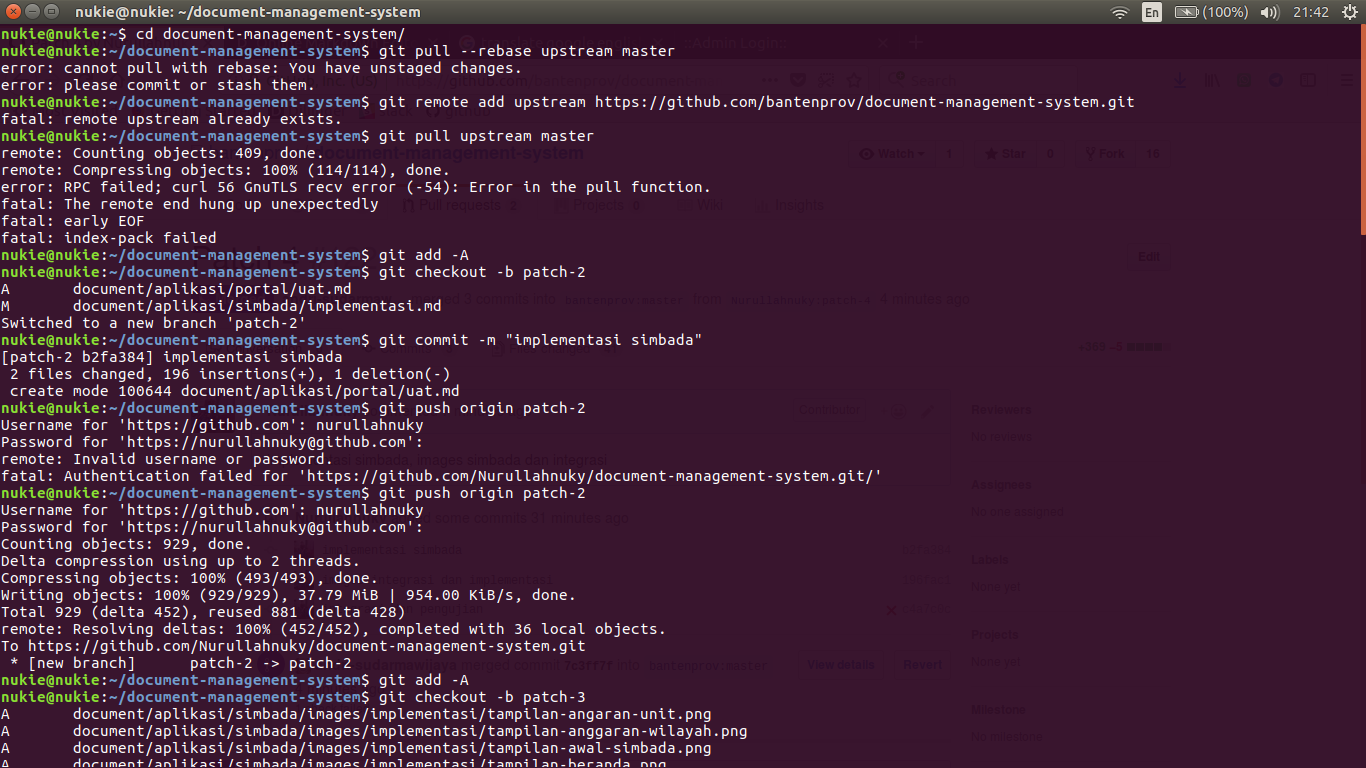 nukie@nukie: ~/document-management-system
En
(100%)
21:42
nukie@nukie:~$ cd document-management-system/
nukie@nukie:~/document-management-system$ git pull --rebase upstream master
error: cannot pull with rebase: You have unstaged changes.
error: please commit or stash them.
nukie@nukie:~/document-management-system$ git remote add upstream https://github.com/bantenprov/document-management-system.git
fatal: remote upstream already exists.
nukie@nukie:~/document-management-system$ git pull upstream master
remote: Counting objects: 409, done.
remote: Compressing objects: 100% (114/114), done.
error: RPC failed; curl 56 GnuTLS recv error (-54): Error in the pull function.
fatal: The remote end hung up unexpectedly
fatal: early EOF
fatal: index-pack failed
nukie@nukie:~/document-management-system$ git add -A
nukie@nukie:~/document-management-system$ git checkout -b patch-2
A       document/aplikasi/portal/uat.md
M       document/aplikasi/simbada/implementasi.md
Switched to a new branch 'patch-2'
nukie@nukie:~/document-management-system$ git commit -m "implementasi simbada"
[patch-2 b2fa384] implementasi simbada
 2 files changed, 196 insertions(+), 1 deletion(-)
 create mode 100644 document/aplikasi/portal/uat.md
nukie@nukie:~/document-management-system$ git push origin patch-2
Username for 'https://github.com': nurullahnuky
Password for 'https://nurullahnuky@github.com':
remote: Invalid username or password.
fatal: Authentication failed for 'https://github.com/Nurullahnuky/document-management-system.git/'
nukie@nukie:~/document-management-system$ git push origin patch-2
Username for 'https://github.com': nurullahnuky
Password for 'https://nurullahnuky@github.com':
Counting objects: 929, done.
Delta compression using up to 2 threads.
Compressing objects: 100% (493/493), done.
Writing objects: 100% (929/929), 37.79 MiB | 954.00 KiB/s, done.
Total 929 (delta 452), reused 881 (delta 428)
remote: Resolving deltas: 100% (452/452), completed with 36 local objects.
To https://github.com/Nurullahnuky/document-management-system.git
 * [new branch]      patch-2 -> patch-2
nukie@nukie:~/document-management-system$ git add -A
nukie@nukie:~/document-management-system$ git checkout -b patch-3
A       document/aplikasi/simbada/images/implementasi/tampilan-angaran-unit.png
A       document/aplikasi/simbada/images/implementasi/tampilan-anggaran-wilayah.png
A       document/aplikasi/simbada/images/implementasi/tampilan-awal-simbada.png
A       document/aplikasi/simbada/images/implementasi/tampilan-beranda.png